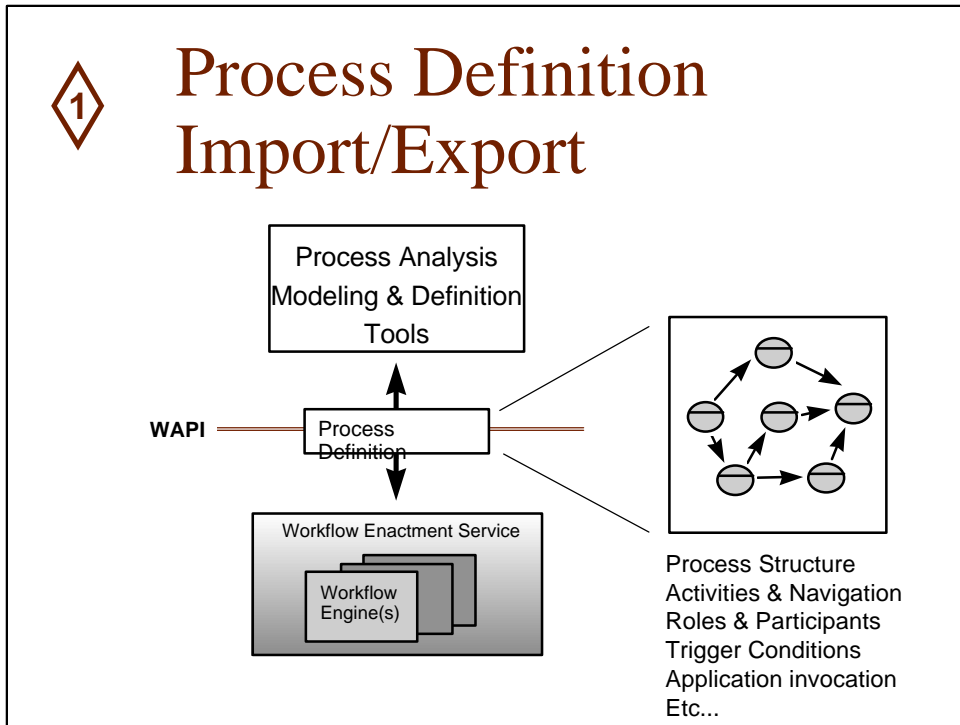 1
Process Definition
Import/Export
Process Analysis
Modeling & Definition
Tools
WAPI
Process
Definition
Workflow Enactment Service
Workflow
Engine(s)
Process Structure
Activities & Navigation
Roles & Participants
Trigger Conditions
Application invocation
Etc...